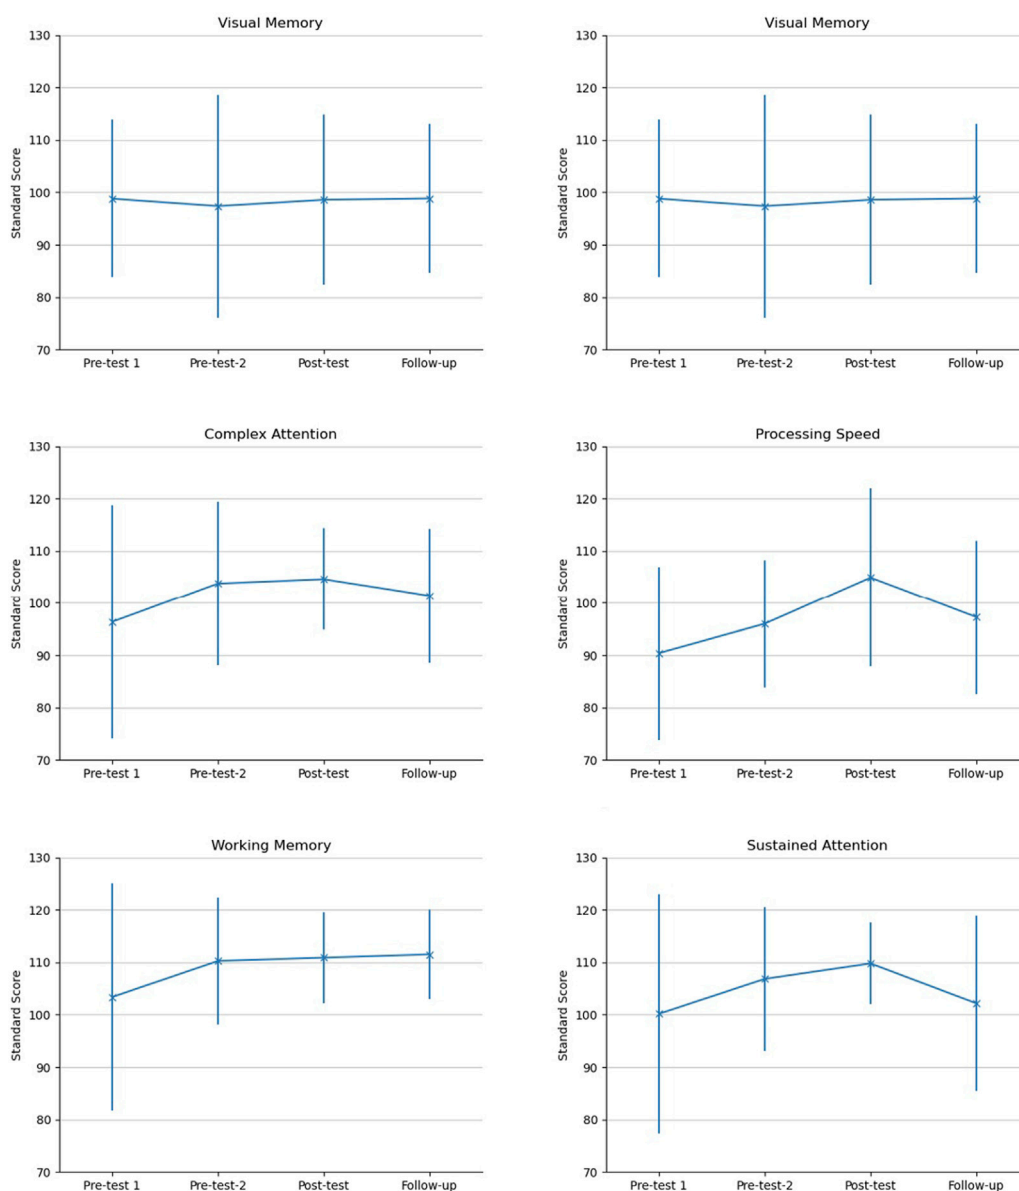 Visual Memory
130
120
110
100
90
80
70
Standard Score
Pre-test 1 Pre-test-2 Post-test Follow-up
Visual Memory
130
120
110
100
90
80
70
Standard Score
Pre-test 1 Pre-test-2 Post-test Follow-up
Complex Attention
130
120
110
100
90
80
70
Standard Score
Pre-test 1 Pre-test-2 Post-test Follow-up
Processing Speed
130
120
110
100
90
80
70
Standard Score
Pre-test 1 Pre-test-2 Post-test Follow-up
Working Memory
130
120
110
100
90
80
70
Standard Score
Pre-test 1 Pre-test-2 Post-test Follow-up
Sustained Attention
130
120
110
100
90
80
70
Standard Score
Pre-test 1 Pre-test-2 Post-test Follow-up